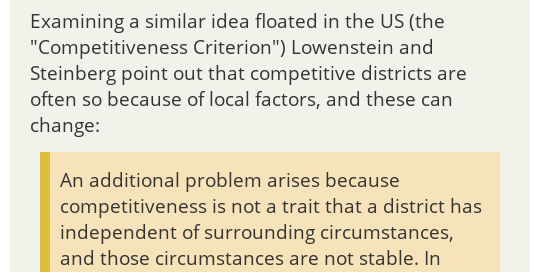 Examining a similar idea floated in the US (the
"Competitiveness Criterion") Lowenstein and
Steinberg point out that competitive districts are
often so because of local factors, and these can
change:
An additional problem arises because
competitiveness is not a trait that a district has
independent of surrounding circumstances,
and those circumstances are not stable. In